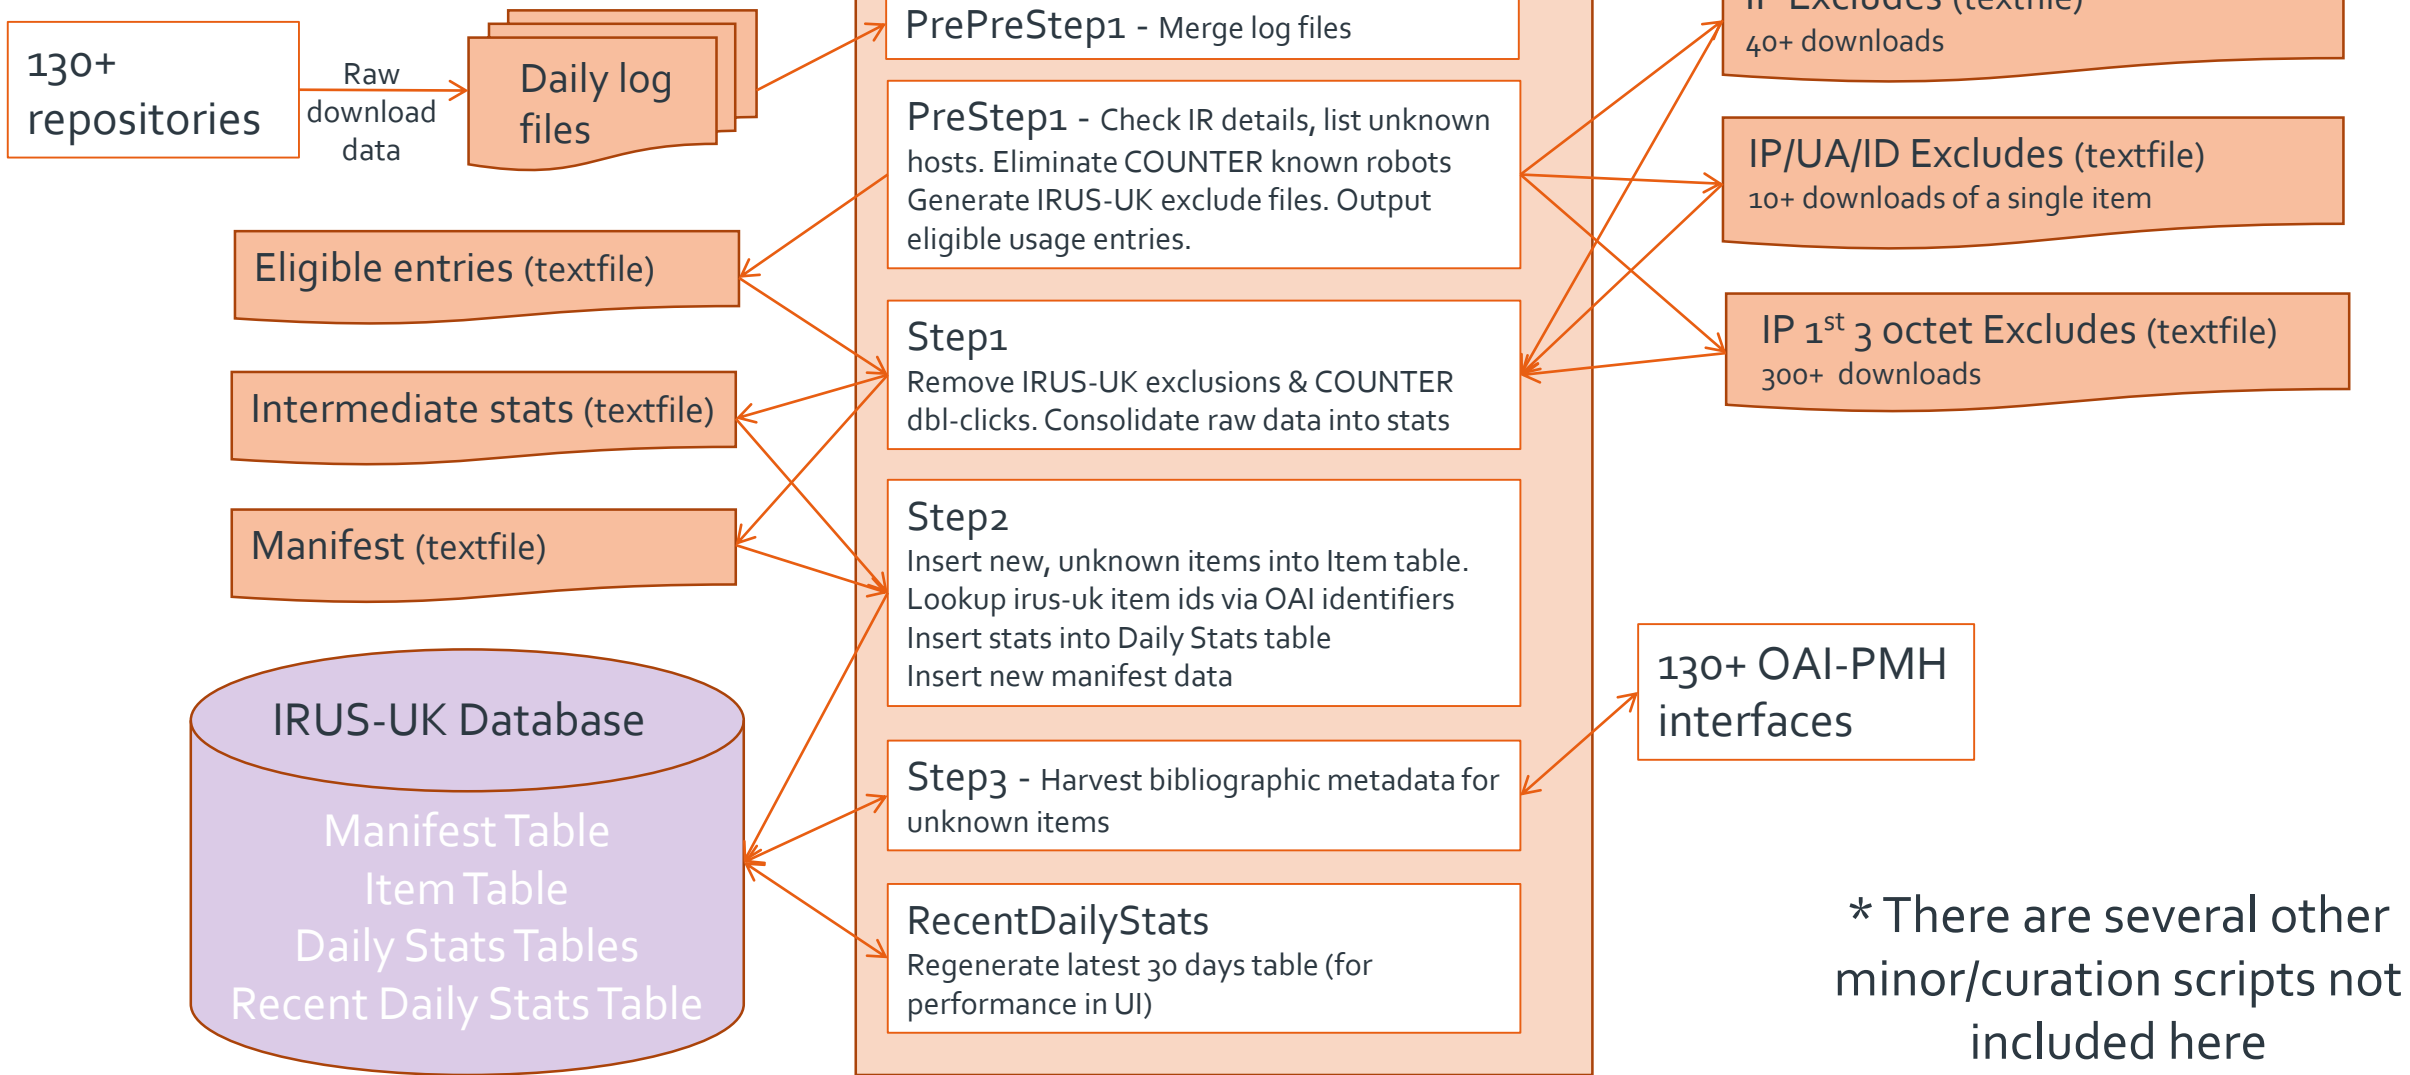 130+
repositories
Raw
download
data
Daily log
files
PrePreStep1 - Merge log files
IP Excludes (textfile)
40+ downloads
PreStep1 - Check IR details, list unknown
hosts. Eliminate COUNTER known robots
Generate IRUS-UK exclude files. Output
eligible usage entries.
IP/UA/ID Excludes (textfile)
10+ downloads of a single item
Eligible entries (textfile)
Step1
Remove IRUS-UK exclusions & COUNTER
dbl-clicks. Consolidate raw data into stats
IP 1st 3 octet Excludes (textfile)
300+ downloads
Intermediate stats (textfile)
Manifest (textfile)
Step2
Insert new, unknown items into Item table.
Lookup irus-uk item ids via OAI identifiers
Insert stats into Daily Stats table
Insert new manifest data
130+ OAI-PMH
interfaces
IRUS-UK Database
Manifest Table
Item Table
Daily Stats Tables
Recent Daily Stats Table
Step3 - Harvest bibliographic metadata for
unknown items
RecentDailyStats
Regenerate latest 30 days table (for
performance in UI)
* There are several other
minor/curation scripts not
included here